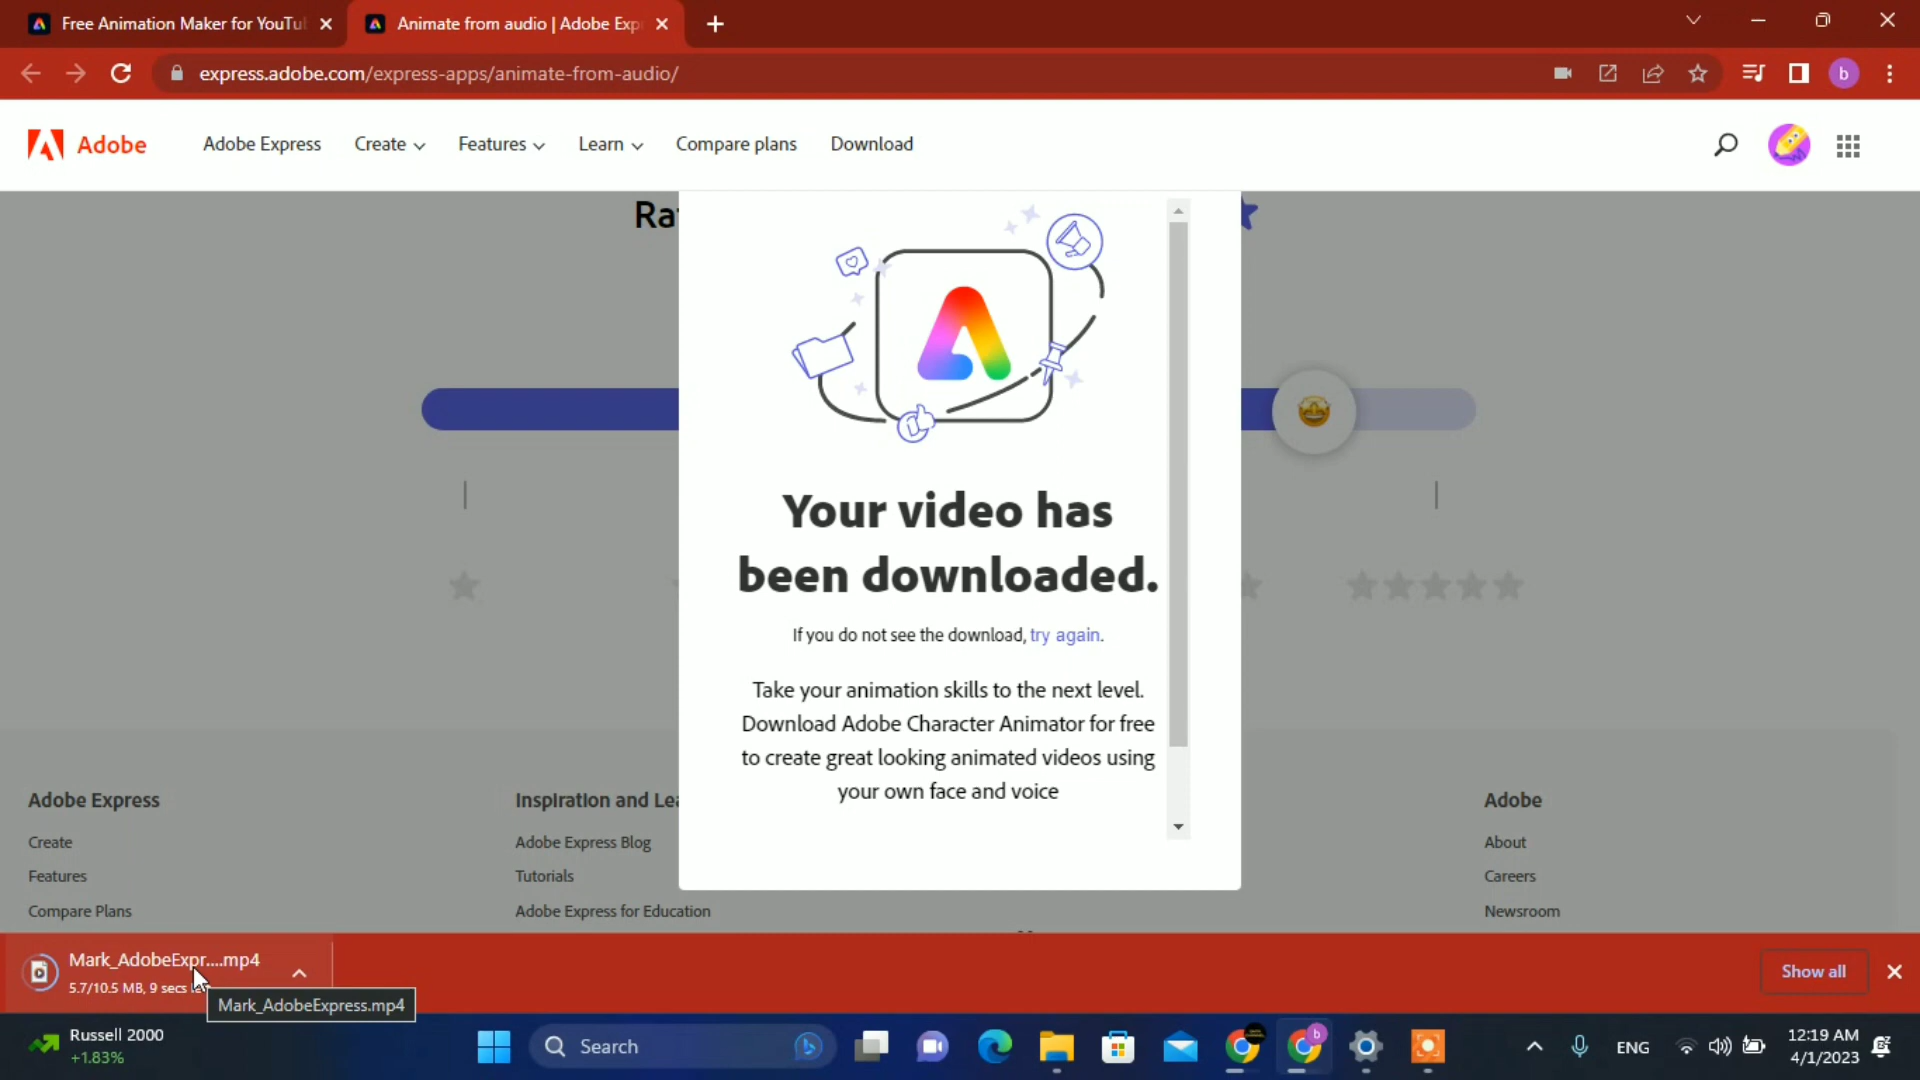 Free Animation Maker for YouTu
Animate from audio | Adobe Exp
express.adobe.com/express-apps/animate-from-audio/
b
Adobe
Adobe Express
Create
Features
Learn
Compare plans
Download
Your video has
been downloaded.
If you do not see the download, try again.
Take your animation skills to the next level.
Download Adobe Character Animator for free
to create great looking animated videos using
your own face and voice
Adobe Express
Create
Features
Compare Plans
Inspiration and Lea
Adobe Express Blog
Tutorials
Adobe Express for Education
Adobe
About
Careers
Newsroom
Mark_AdobeExpr....mp4
5.7/10.5 MB, 9 secs
Mark_AdobeExpress.mp4
Show all
Russell 2000
+1.83%
Search
b
ENG
12:19 AM
4/1/2023